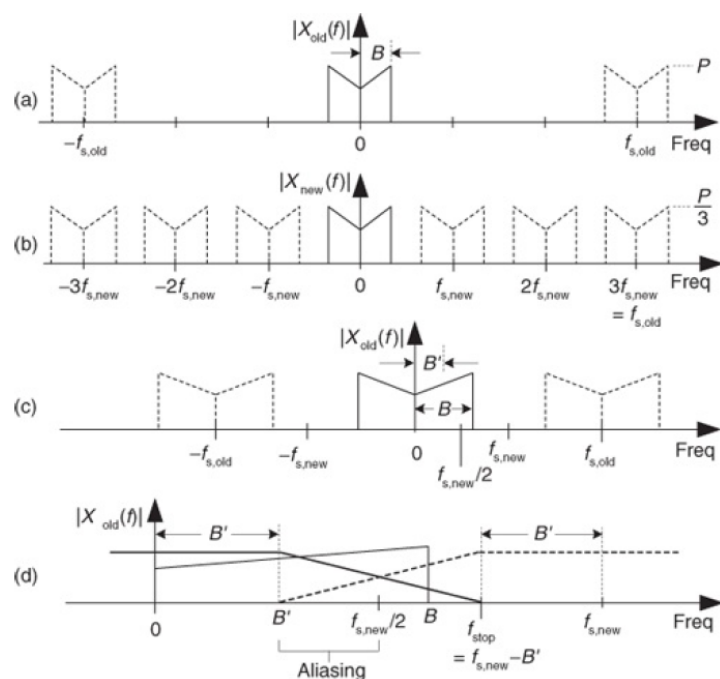 |X_old(f)|
B
P
(a)
−f_s,old
0
f_s,old
Freq
|X_new(f)|
P/3
(b)
−3f_s,new
−2f_s,new
−f_s,new
0
f_s,new
2f_s,new
3f_s,new
= f_s,old
Freq
|X_old(f)|
B'
(c)
B
−f_s,old
−f_s,new
0
f_s,new/2
f_s,new
f_s,old
Freq
|X_old(f)|
B'
B'
(d)
0
B'
f_s,new/2
B
f_stop
= f_s,new−B'
f_s,new
Freq
Aliasing